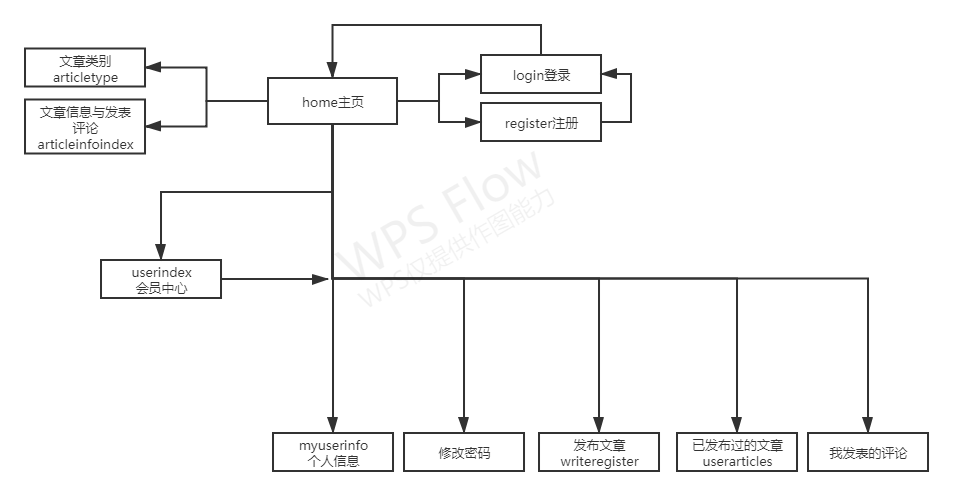 文章类别
articletype
文章信息与发表
评论
articleinfoindex
home主页
login登录
register注册
WPS Flow
WPS仅提供作图能力
userindex
会员中心
myuserinfo
个人信息
修改密码
发布文章
writeregister
已发布过的文章
userarticles
我发表的评论